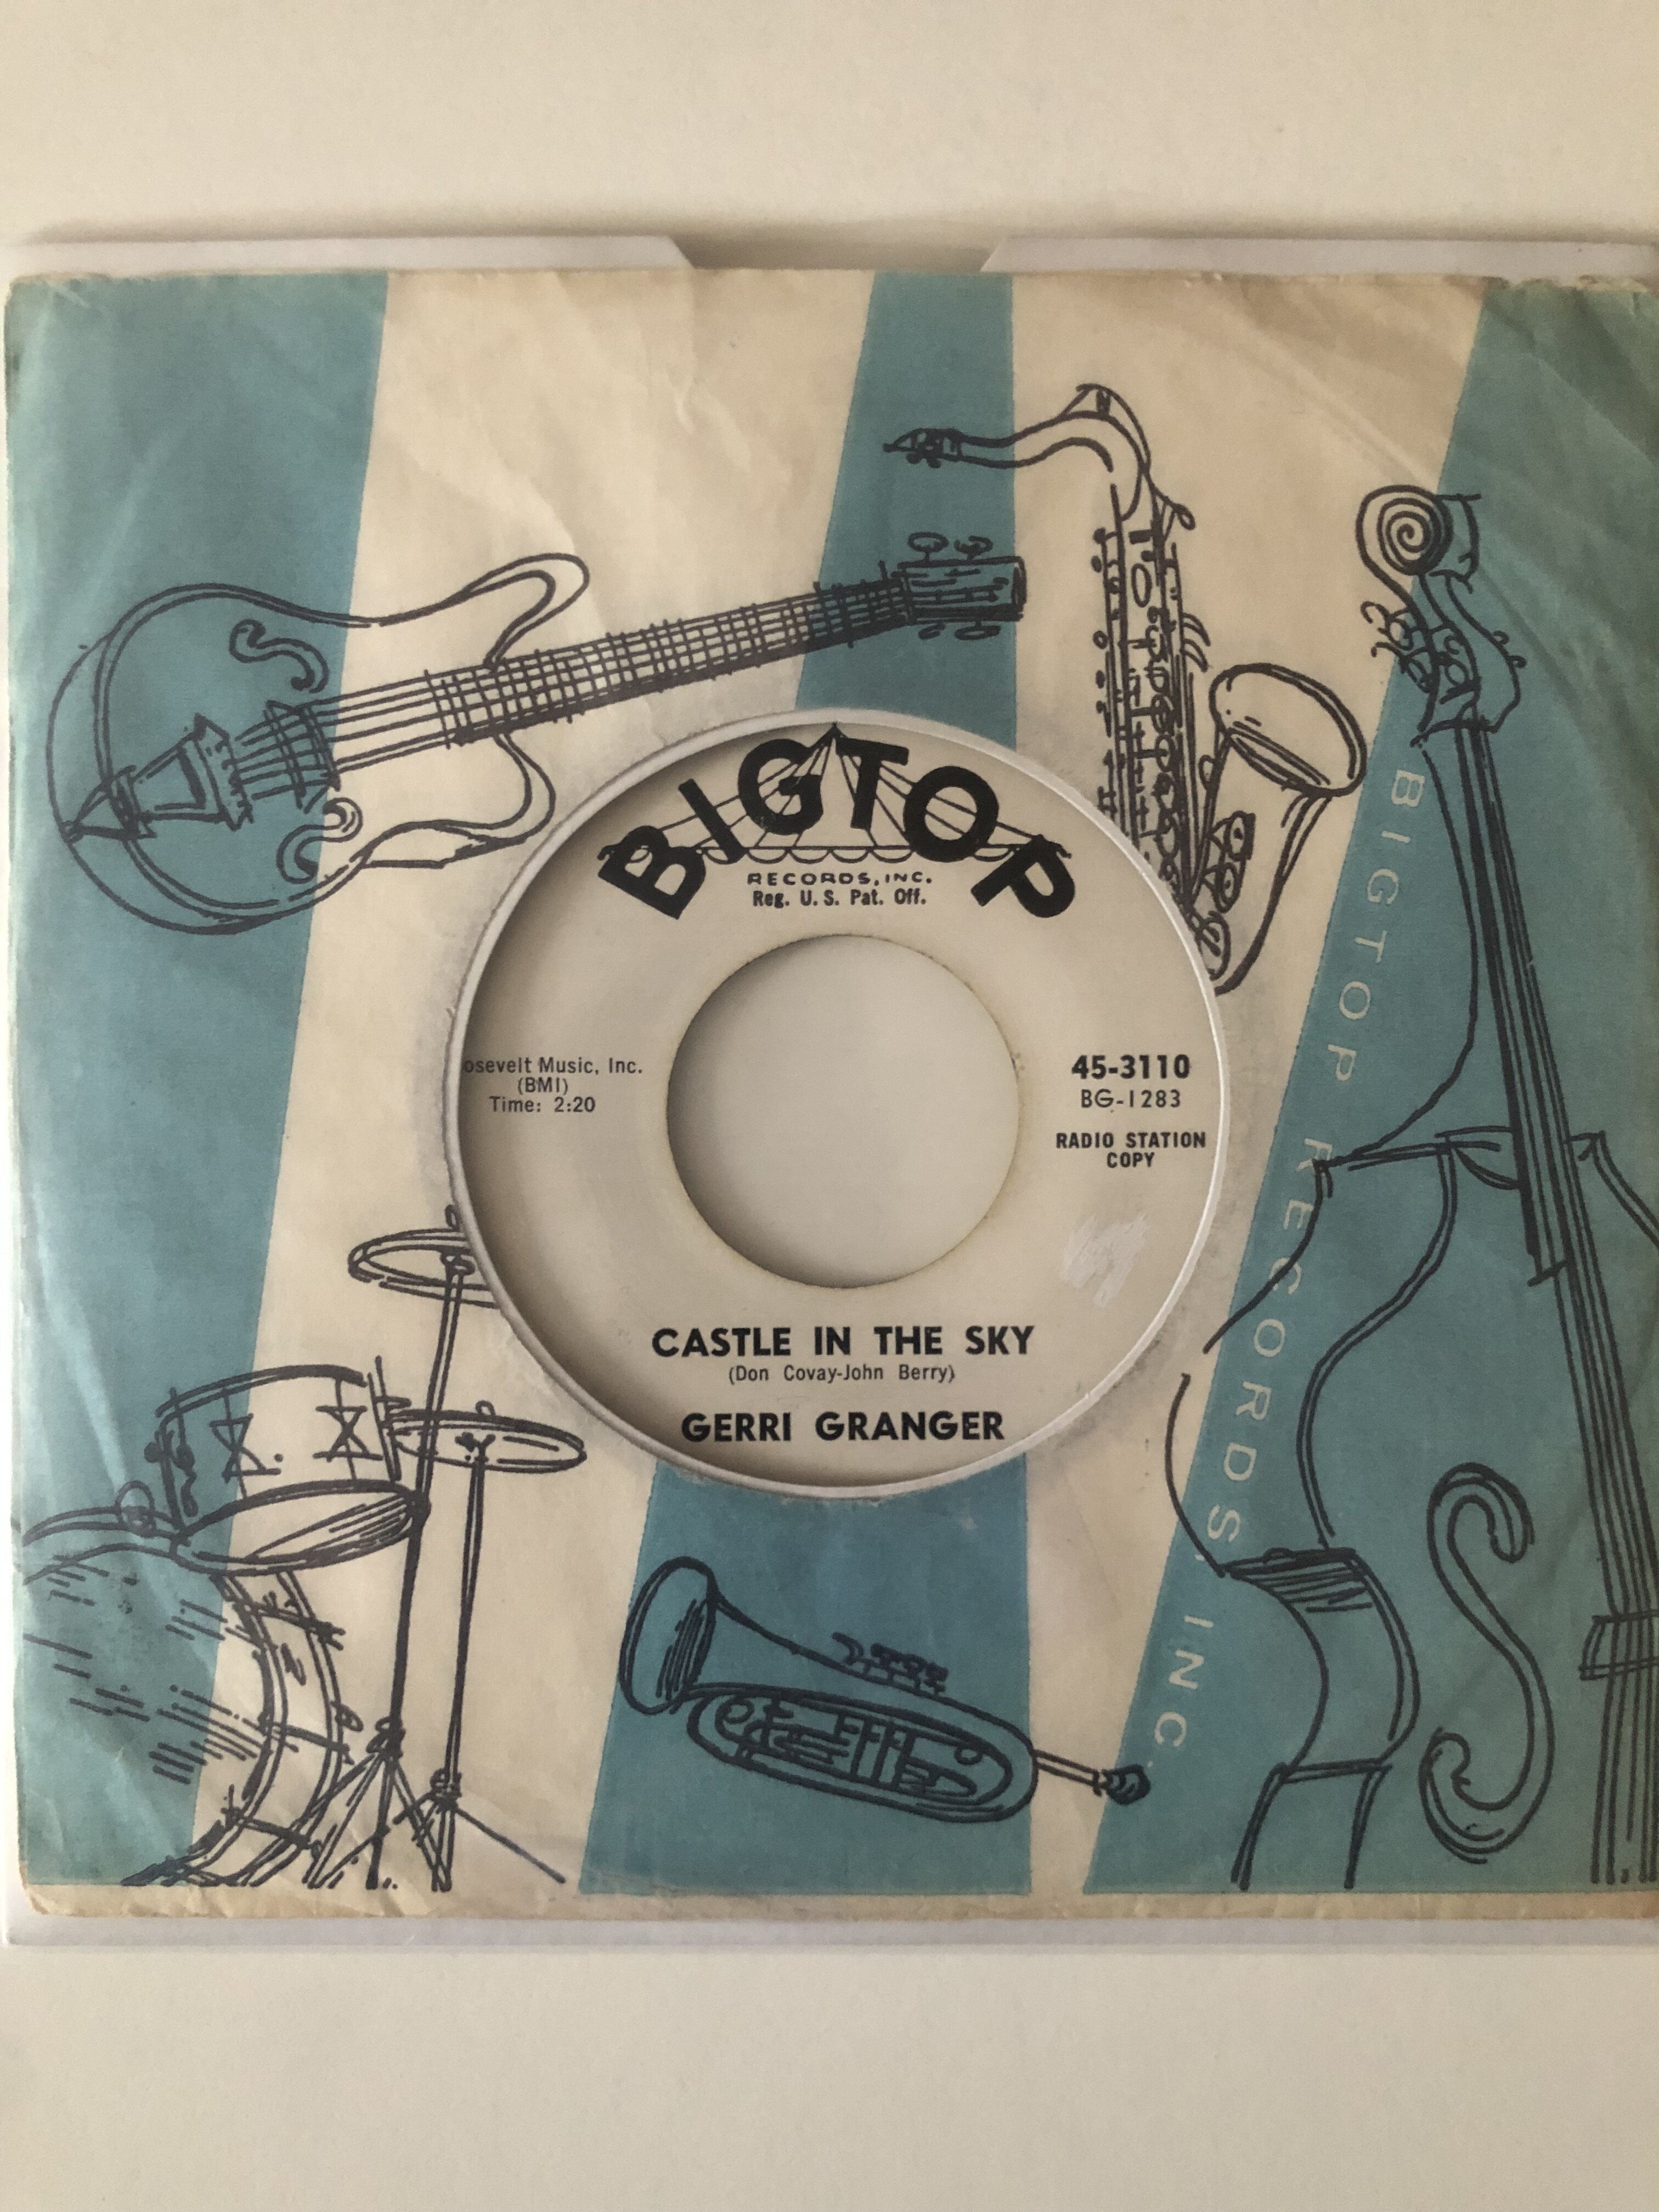 BIGTOP
RECORDS, INC.
Reg. U. S. Pat. Off.
osevelt Music, Inc.
(BMI)
Time: 2:20
45-3110
BG-1283
RADIO STATION
COPY
CASTLE IN THE SKY
(Don Covay-John Berry)
GERRI GRANGER
BIGTOP RECORDS, INC.